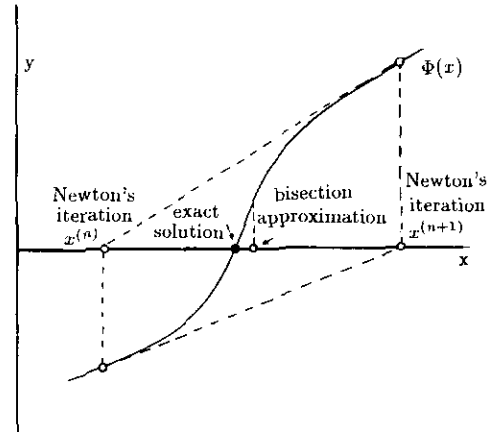 y
Φ(x)
Newton's
iteration
x^(n)
exact
solution
bisection
approximation
Newton's
iteration
x^(n+1)
x